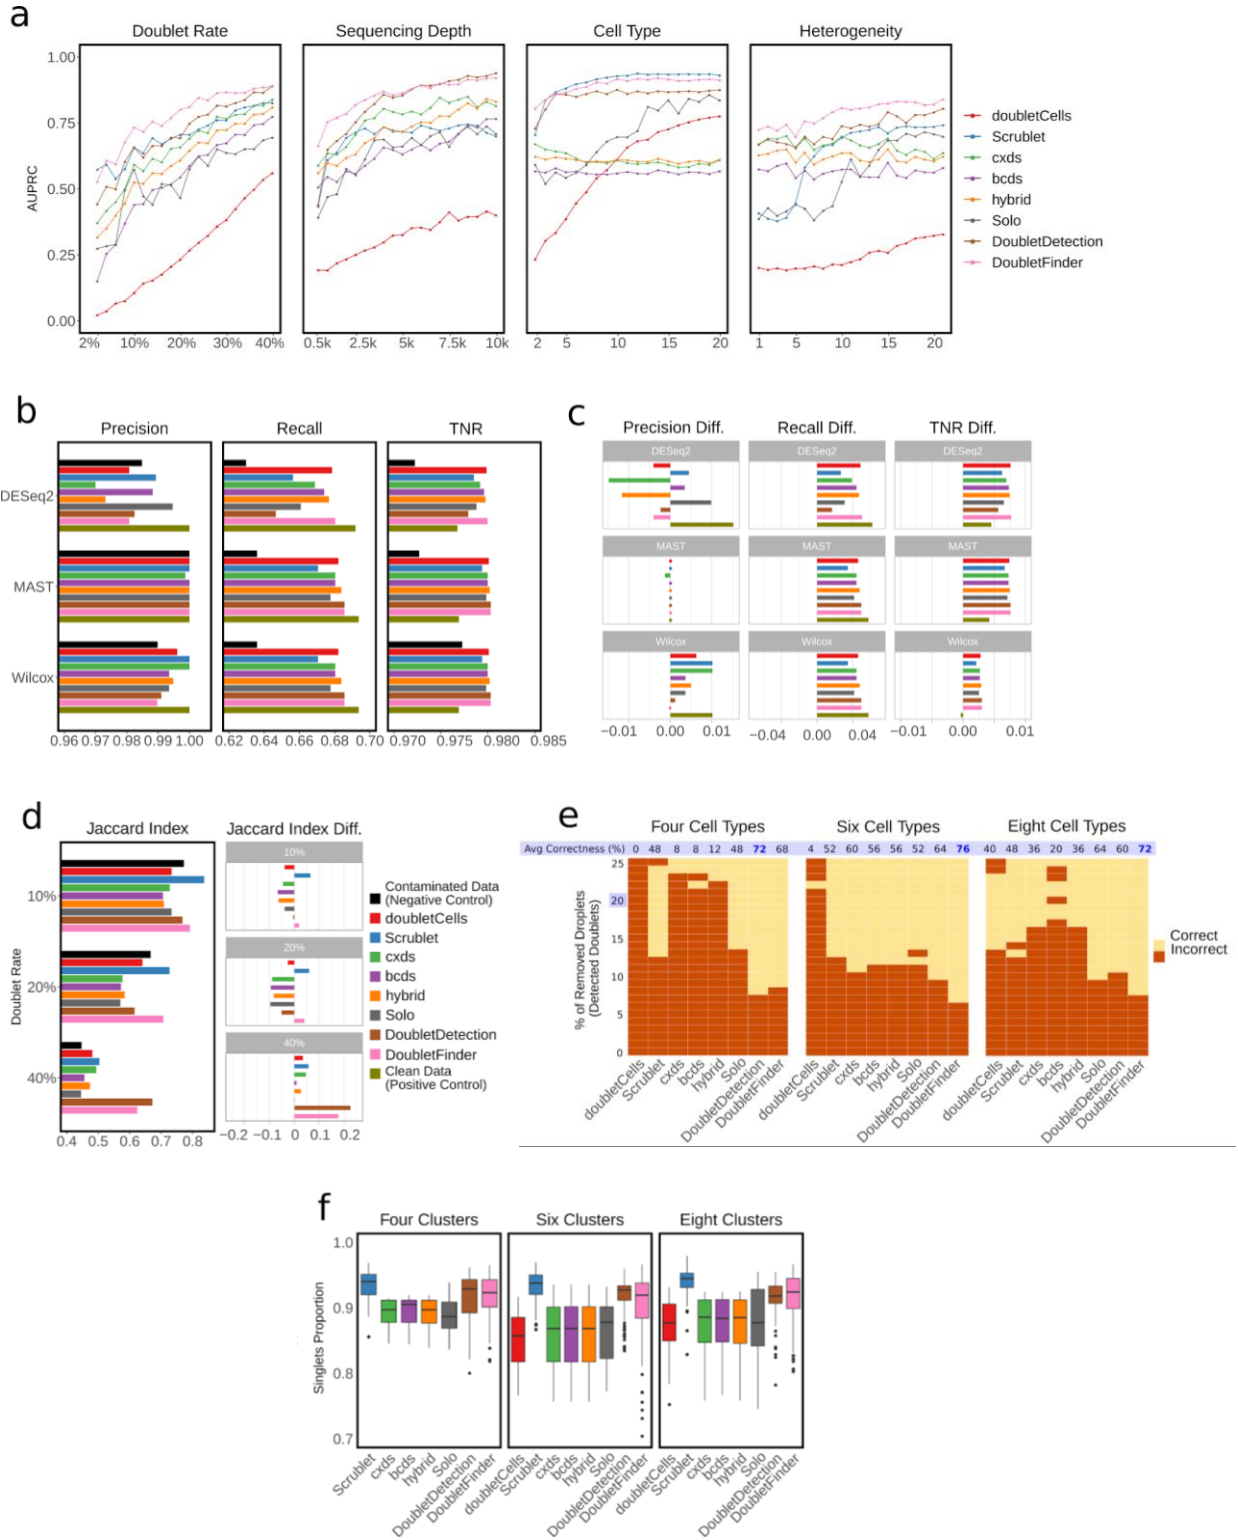 a
Doublet Rate
Sequencing Depth
Cell Type
Heterogeneity
AUPRC
1.00
0.75
0.50
0.25
0.00
2% 10% 20% 30% 40%
0.5k 2.5k 5k 7.5k 10k
2 5 10 15 20
1 5 10 15 20
doubletCells
Scrublet
cxds
bcds
hybrid
Solo
DoubletDetection
DoubletFinder
b
Precision
Recall
TNR
DESeq2
MAST
Wilcox
0.96 0.97 0.98 0.99 1.00
0.62 0.64 0.66 0.68 0.70
0.970 0.975 0.980 0.985
c
Precision Diff.
Recall Diff.
TNR Diff.
DESeq2 DESeq2 DESeq2
MAST MAST MAST
Wilcox Wilcox Wilcox
−0.01 0.00 0.01
−0.04 0.00 0.04
−0.01 0.00 0.01
d
Jaccard Index
Jaccard Index Diff.
Doublet Rate
10%
20%
40%
0.4 0.5 0.6 0.7 0.8
10%
20%
40%
−0.2 −0.1 0 0.1 0.2
Contaminated Data
(Negative Control)
doubletCells
Scrublet
cxds
bcds
hybrid
Solo
DoubletDetection
DoubletFinder
Clean Data
(Positive Control)
e
Four Cell Types
Six Cell Types
Eight Cell Types
Avg Correctness (%) 0 48 8 8 12 48 72 68 4 52 60 56 56 52 64 76 40 48 36 20 36 64 60 72
% of Removed Droplets
(Detected Doublets)
25
20
15
10
5
0
Correct
Incorrect
doubletCells Scrublet cxds bcds hybrid Solo DoubletDetection DoubletFinder
doubletCells Scrublet cxds bcds hybrid Solo DoubletDetection DoubletFinder
doubletCells Scrublet cxds bcds hybrid Solo DoubletDetection DoubletFinder
f
Four Clusters
Six Clusters
Eight Clusters
Singlets Proportion
1.0
0.9
0.8
0.7
Scrublet cxds bcds hybrid Solo DoubletDetection DoubletFinder
doubletCells Scrublet cxds bcds hybrid Solo DoubletDetection DoubletFinder
doubletCells Scrublet cxds bcds hybrid Solo DoubletDetection DoubletFinder